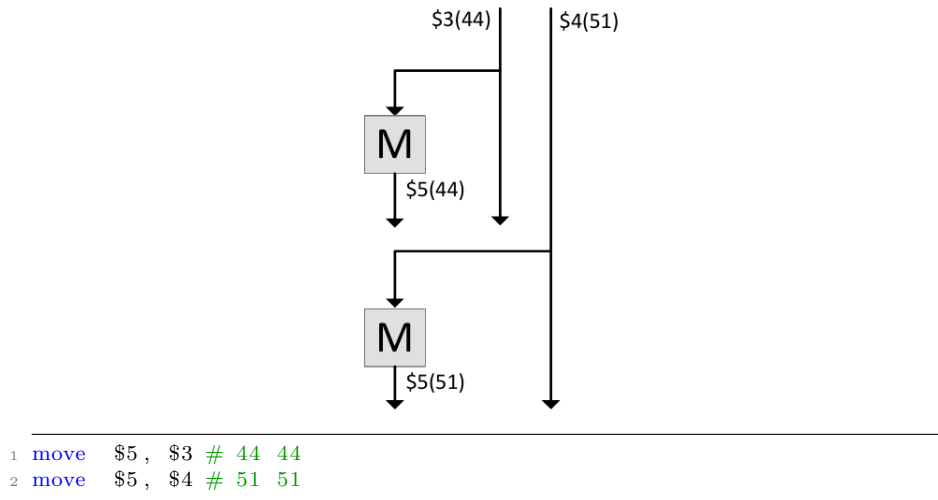 $3(44) $4(51)
M
$5(44)
M
$5(51)
1 move $5, $3 # 44 44
2 move $5, $4 # 51 51